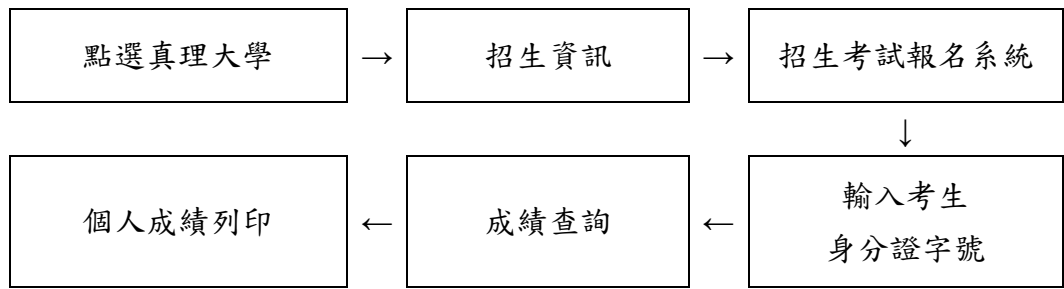 點選真理大學 → 招生資訊 → 招生考試報名系統
↓
個人成績列印 ← 成績查詢 ← 輸入考生
身分證字號